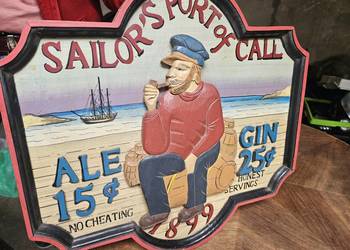 SAILOR'S PORT OF CALL
ALE
15¢
NO CHEATING
GIN
25¢
HONEST
SERVINGS
1899